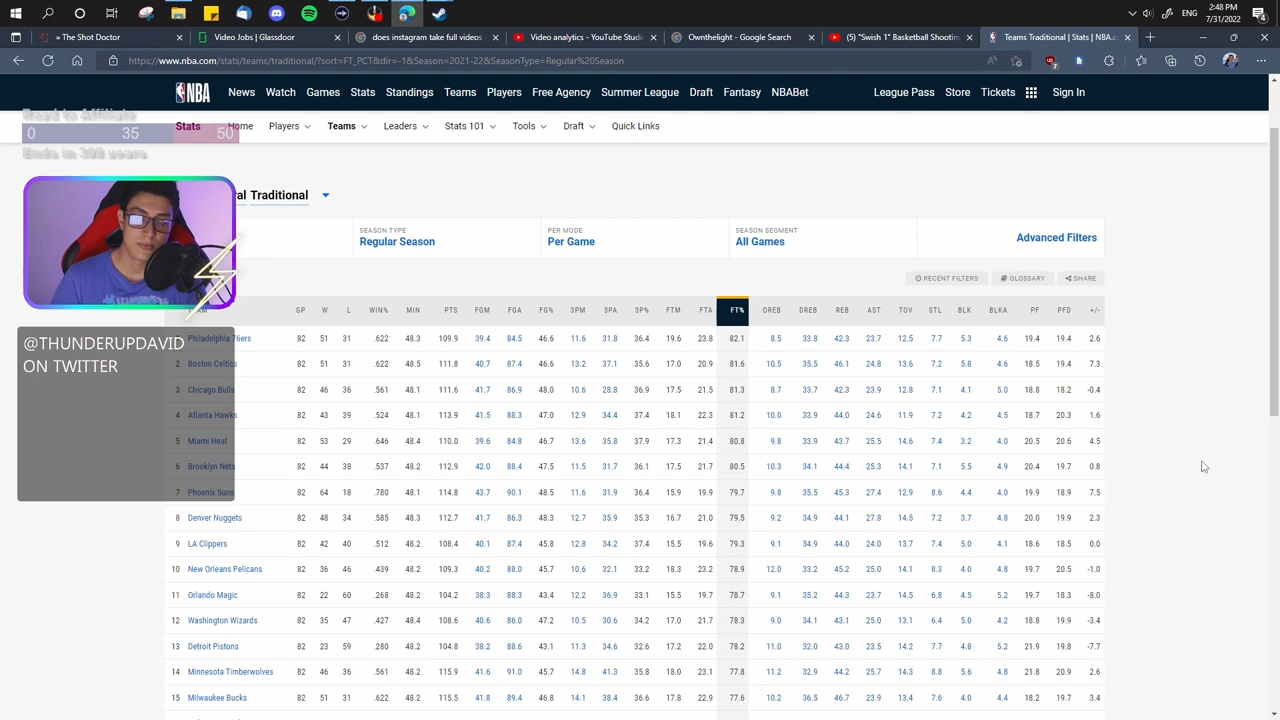 ENG
2:48 PM
7/31/2022
» The Shot Doctor
Video Jobs | Glassdoor
does instagram take full videos
Video analytics - YouTube Studio
Ownthelight - Google Search
(5) "Swish 1" Basketball Shooting
Teams Traditional | Stats | NBA.c
https://www.nba.com/stats/teams/traditional/?sort=FT_PCT&dir=-1&Season=2021-22&SeasonType=Regular%20Season
NBA News Watch Games Stats Standings Teams Players Free Agency Summer League Draft Fantasy NBABet League Pass Store Tickets Sign In
Road to Affiliate
Stats Home Players Teams Leaders Stats 101 Tools Draft Quick Links
0 35 50
Ends in 399 years
al Traditional
SEASON TYPE PER MODE SEASON SEGMENT
Regular Season Per Game All Games Advanced Filters
RECENT FILTERS GLOSSARY SHARE
TEAM GP W L WIN% MIN PTS FGM FGA FG% 3PM 3PA 3P% FTM FTA FT% OREB DREB REB AST TOV STL BLK BLKA PF PFD +/-
Philadelphia 76ers 82 51 31 .622 48.3 109.9 39.4 84.5 46.6 11.6 31.8 36.4 19.6 23.8 82.1 8.5 33.8 42.3 23.7 12.5 7.7 5.3 4.6 19.4 19.4 2.6
@THUNDERUPDAVID
ON TWITTER
2 Boston Celtics 82 51 31 .622 48.5 111.8 40.7 87.4 46.6 13.2 37.1 35.6 17.0 20.9 81.6 10.5 35.5 46.1 24.8 13.6 7.2 5.8 4.6 18.5 19.4 7.3
3 Chicago Bulls 82 46 36 .561 48.1 111.6 41.7 86.9 48.0 10.6 28.8 36.9 17.5 21.5 81.3 8.7 33.7 42.3 23.9 12.8 7.1 4.1 5.0 18.8 18.2 -0.4
4 Atlanta Hawks 82 43 39 .524 48.1 113.9 41.5 88.3 47.0 12.9 34.4 37.4 18.1 22.3 81.2 10.0 33.9 44.0 24.6 11.9 7.2 4.2 4.5 18.7 20.3 1.6
5 Miami Heat 82 53 29 .646 48.4 110.0 39.6 84.8 46.7 13.6 35.8 37.9 17.3 21.4 80.8 9.8 33.9 43.7 25.5 14.6 7.4 3.2 4.0 20.5 20.6 4.5
6 Brooklyn Nets 82 44 38 .537 48.2 112.9 42.0 88.4 47.5 11.5 31.7 36.1 17.5 21.7 80.5 10.3 34.1 44.4 25.3 14.1 7.1 5.5 4.9 20.4 19.7 0.8
7 Phoenix Suns 82 64 18 .780 48.1 114.8 43.7 90.1 48.5 11.6 31.9 36.4 15.9 19.9 79.7 9.8 35.5 45.3 27.4 12.9 8.6 4.4 4.0 19.9 18.9 7.5
8 Denver Nuggets 82 48 34 .585 48.3 112.7 41.7 86.3 48.3 12.7 35.9 35.3 16.7 21.0 79.5 9.2 34.9 44.1 27.8 14.5 7.2 3.7 4.8 20.0 19.9 2.3
9 LA Clippers 82 42 40 .512 48.3 108.4 40.1 87.4 45.8 12.8 34.2 37.4 15.5 19.6 79.3 9.1 34.9 44.0 24.0 13.7 7.4 5.0 4.1 18.6 18.5 0.0
10 New Orleans Pelicans 82 36 46 .439 48.1 109.3 40.2 88.0 45.7 10.6 32.1 33.2 18.3 23.2 78.9 12.0 33.2 45.2 25.0 14.1 8.3 4.0 4.8 19.7 20.5 -1.0
11 Orlando Magic 82 22 60 .268 48.1 104.2 38.3 88.3 43.4 12.2 36.9 33.1 15.5 19.7 78.7 9.1 35.2 44.3 23.7 14.5 6.8 4.5 5.2 19.7 18.3 -8.0
12 Washington Wizards 82 35 47 .427 48.4 108.6 40.6 86.0 47.2 10.5 30.6 34.2 17.0 21.7 78.3 9.0 34.1 43.1 25.0 13.1 6.4 5.0 4.2 18.8 19.9 -3.4
13 Detroit Pistons 82 23 59 .280 48.2 104.8 38.2 88.6 43.1 11.3 34.6 32.6 17.2 22.0 78.2 11.0 32.0 43.0 23.5 14.2 7.7 4.8 5.2 21.9 19.8 -7.7
14 Minnesota Timberwolves 82 46 36 .561 48.2 115.9 41.6 91.0 45.7 14.8 41.3 35.8 18.0 23.1 77.8 11.2 32.9 44.2 25.7 14.3 8.8 5.6 4.8 21.8 20.6 2.6
15 Milwaukee Bucks 82 51 31 .622 48.2 115.5 41.8 89.4 46.8 14.1 38.4 36.6 17.8 22.9 77.6 10.2 36.5 46.7 23.9 13.4 7.6 4.0 4.4 18.2 19.7 3.4